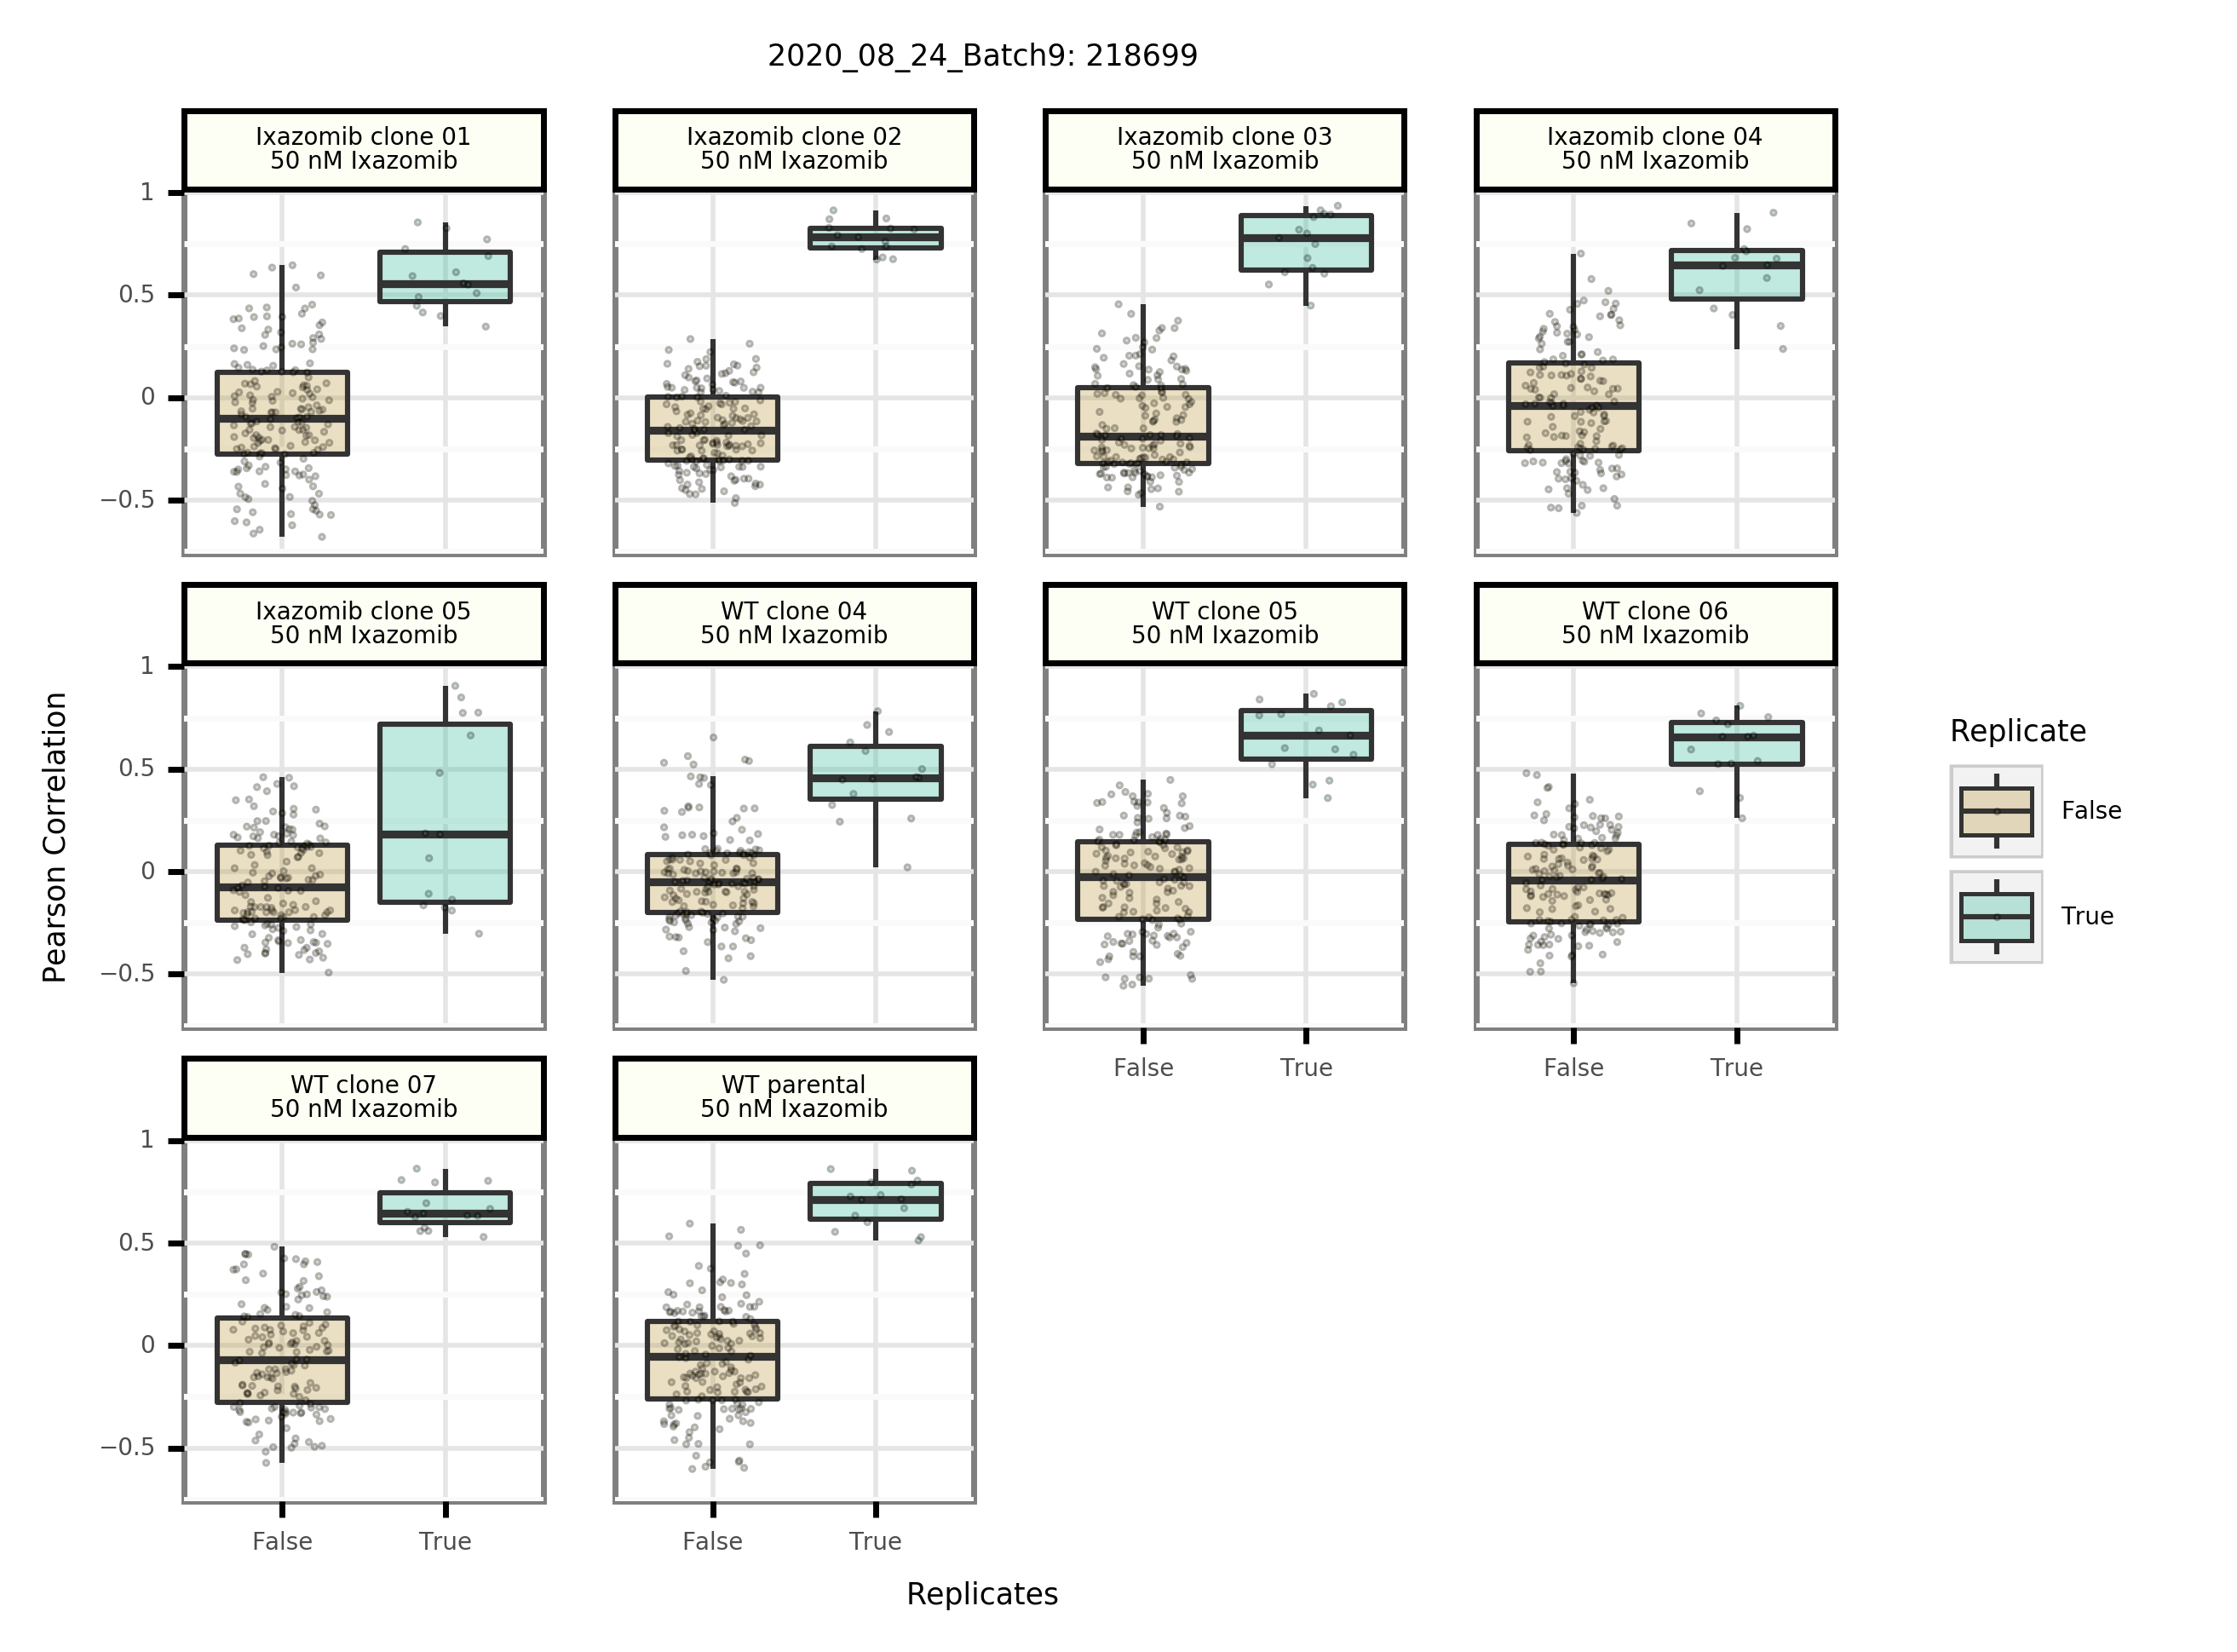 2020_08_24_Batch9: 218699
Ixazomib clone 01
50 nM Ixazomib
Ixazomib clone 02
50 nM Ixazomib
Ixazomib clone 03
50 nM Ixazomib
Ixazomib clone 04
50 nM Ixazomib
1
0.5
0
−0.5
Ixazomib clone 05
50 nM Ixazomib
WT clone 04
50 nM Ixazomib
WT clone 05
50 nM Ixazomib
WT clone 06
50 nM Ixazomib
1
0.5
0
−0.5
False
True
False
True
WT clone 07
50 nM Ixazomib
WT parental
50 nM Ixazomib
1
0.5
0
−0.5
False
True
False
True
Pearson Correlation
Replicates
Replicate
False
True